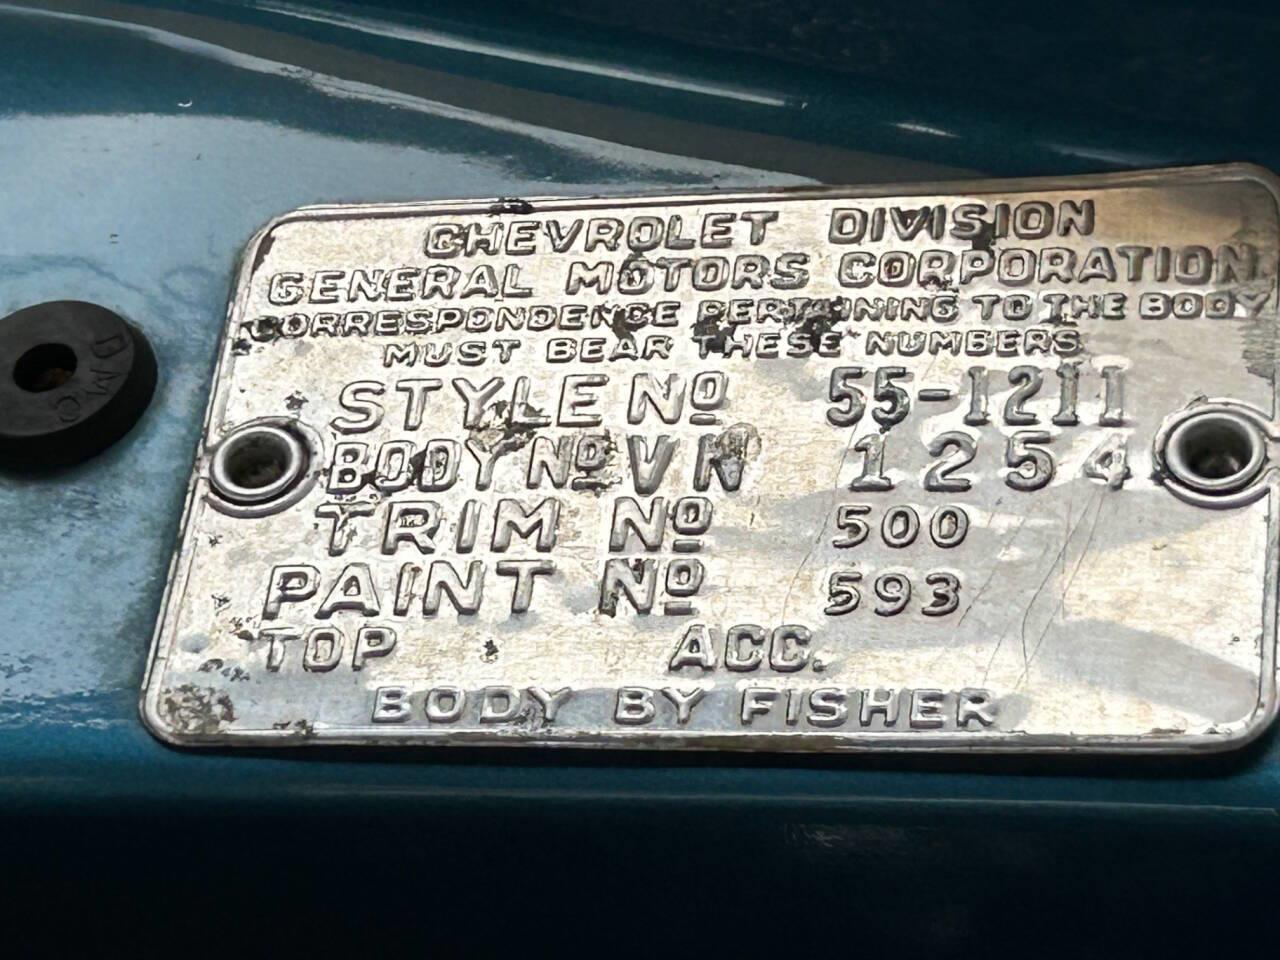 CHEVROLET DIVISION
GENERAL MOTORS CORPORATION
CORRESPONDENCE PERTAINING TO THE BODY
MUST BEAR THESE NUMBERS
STYLE Nº 55-1211
BODY Nº VN 1254
TRIM Nº 500
PAINT Nº 593
TOP ACC.
BODY BY FISHER